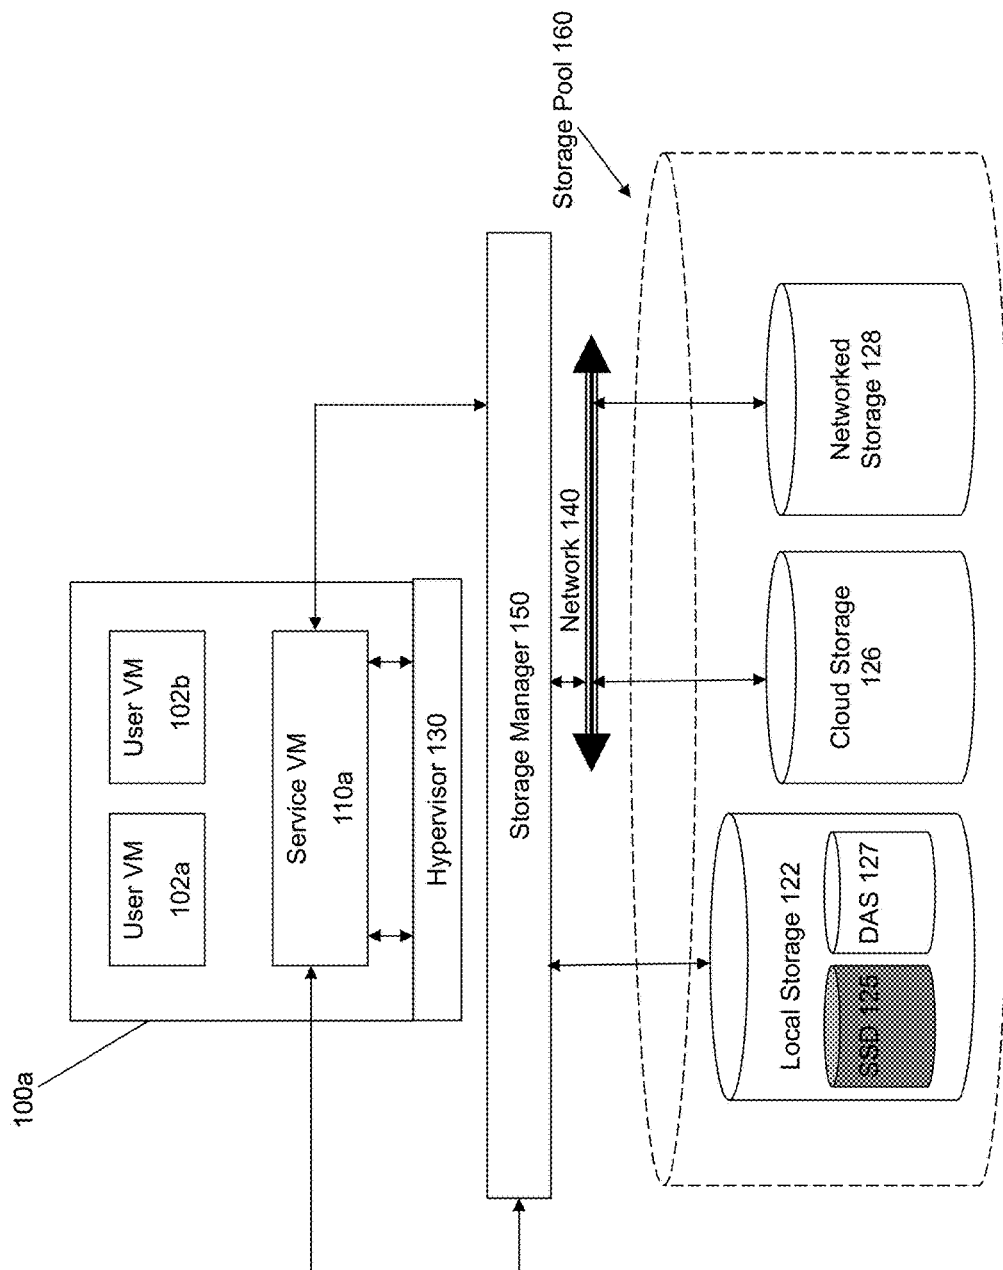 100a
User VM
102a
User VM
102b
Service VM
110a
Hypervisor 130
Storage Manager 150
Network 140
Storage Pool 160
Local Storage 122
SSD 125
DAS 127
Cloud Storage
126
Networked
Storage 128